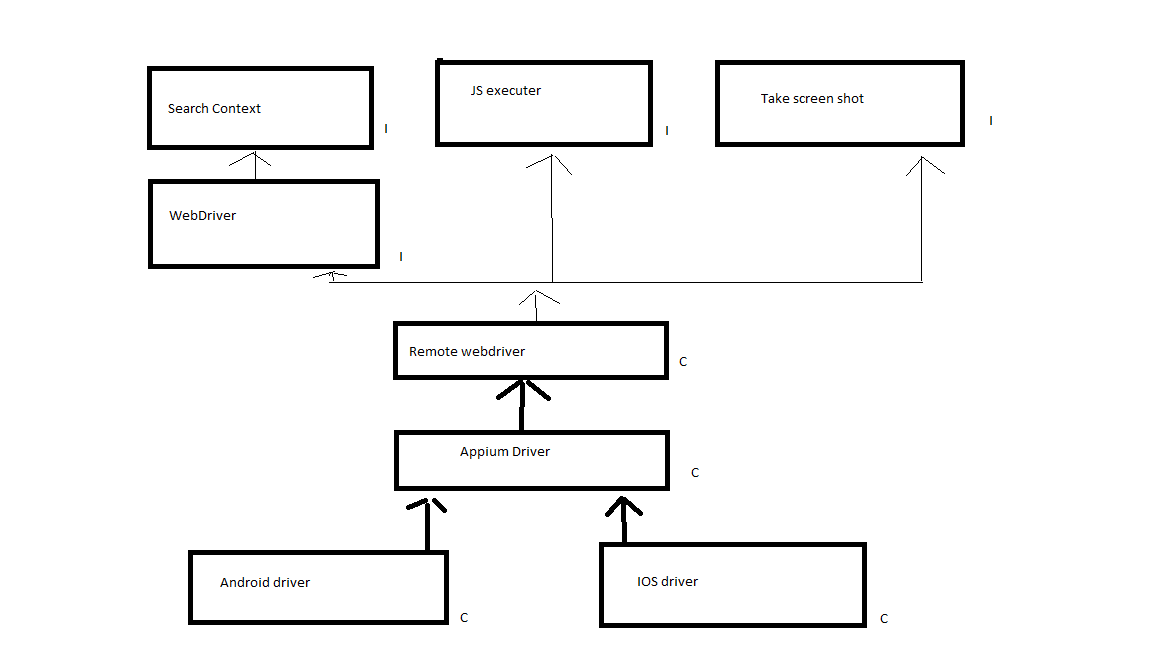 Search Context
I
JS executer
I
Take screen shot
I
WebDriver
I
Remote webdriver
C
Appium Driver
C
Android driver
C
IOS driver
C